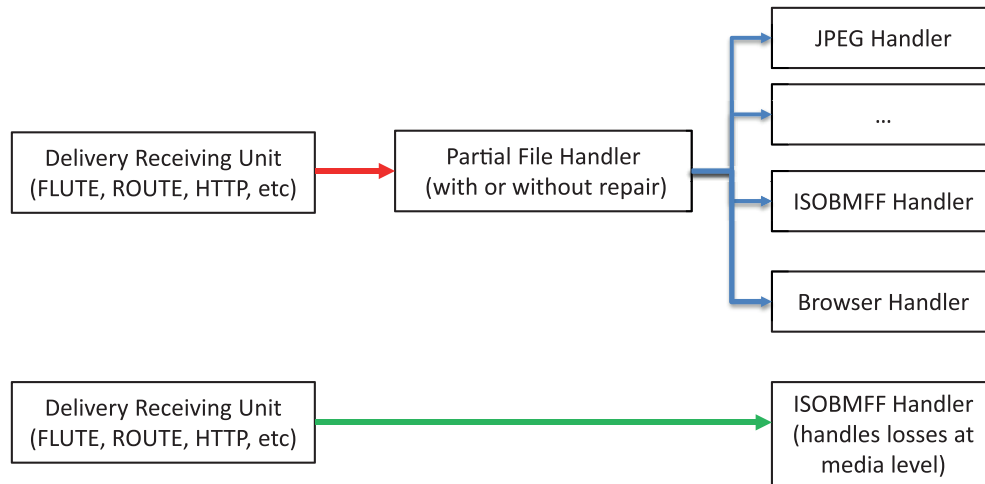 JPEG Handler
...
Delivery Receiving Unit
(FLUTE, ROUTE, HTTP, etc)
Partial File Handler
(with or without repair)
ISOBMFF Handler
Browser Handler
Delivery Receiving Unit
(FLUTE, ROUTE, HTTP, etc)
ISOBMFF Handler
(handles losses at
media level)